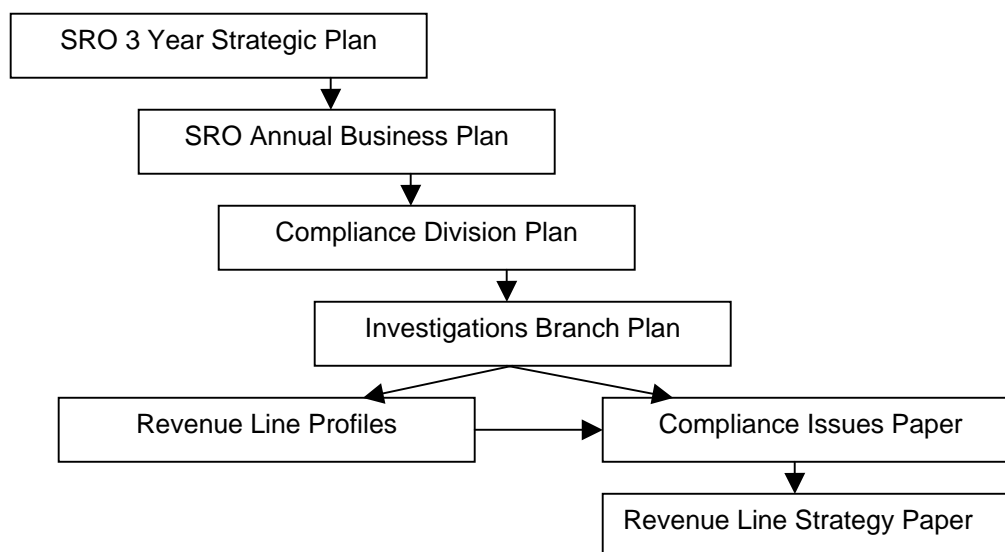 SRO 3 Year Strategic Plan
SRO Annual Business Plan
Compliance Division Plan
Investigations Branch Plan
Revenue Line Profiles
Compliance Issues Paper
Revenue Line Strategy Paper